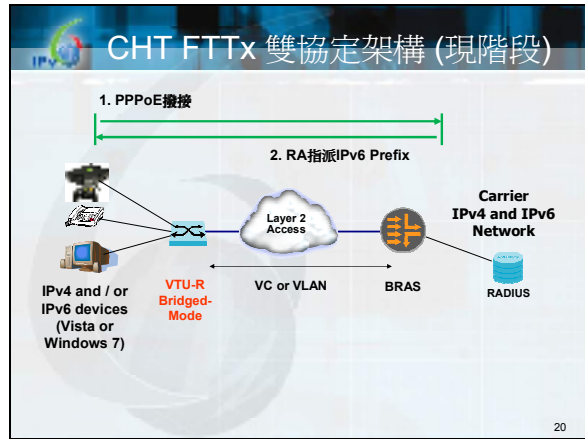 IPv6
CHT FTTx 雙協定架構 (現階段)
1. PPPoE撥接
2. RA指派IPv6 Prefix
Layer 2
Access
Carrier
IPv4 and IPv6
Network
IPv4 and / or
IPv6 devices
(Vista or
Windows 7)
VTU-R
Bridged-
Mode
VC or VLAN
BRAS
RADIUS
20